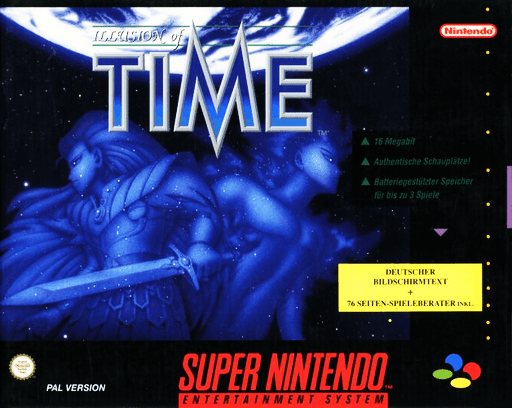 ILLUSION of
TIME
TM
Nintendo
▲ 16 Megabit
▲ Authentische Schauplätze!
▲ Batteriegestützter Speicher
für bis zu 3 Spiele
DEUTSCHER
BILDSCHIRMTEXT
+
76 SEITEN-SPIELEBERATER INKL.
PAL VERSION
SUPER NINTENDO
TM
ENTERTAINMENT SYSTEM